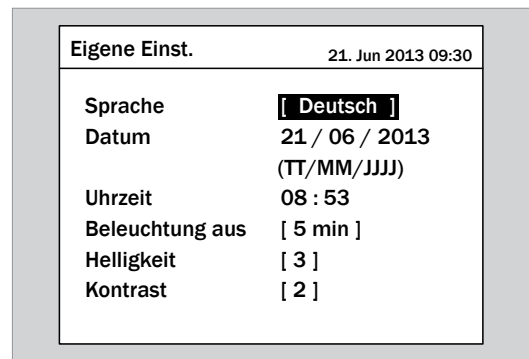 Eigene Einst. 21. Jun 2013 09:30
Sprache [ Deutsch ]
Datum 21 / 06 / 2013
(TT/MM/JJJJ)
Uhrzeit 08 : 53
Beleuchtung aus [ 5 min ]
Helligkeit [ 3 ]
Kontrast [ 2 ]